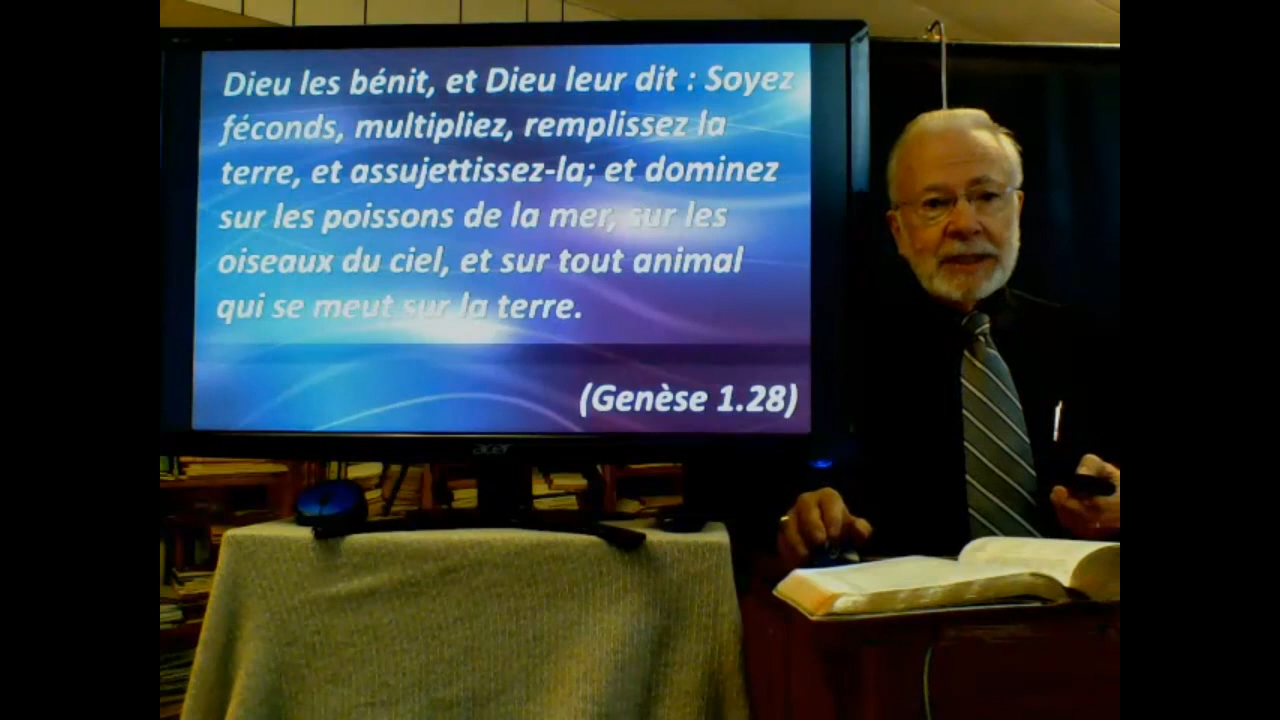 Dieu les bénit, et Dieu leur dit : Soyez
féconds, multipliez, remplissez la
terre, et assujettissez-la; et dominez
sur les poissons de la mer, sur les
oiseaux du ciel, et sur tout animal
qui se meut sur la terre.
(Genèse 1.28)
acer